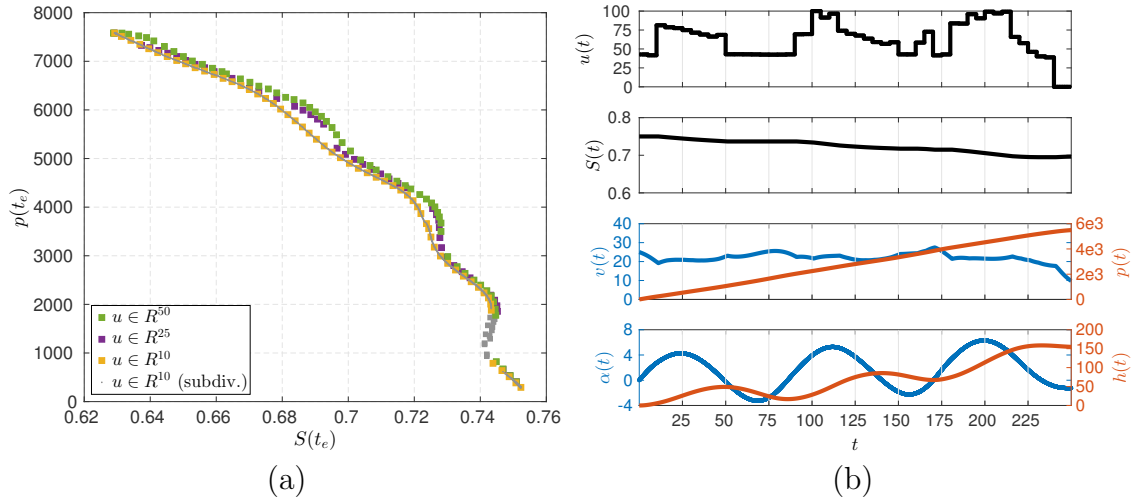 8000
7000
6000
5000
4000
3000
2000
1000
0
p(t_e)
u ∈ R^50
u ∈ R^25
u ∈ R^10
u ∈ R^10 (subdiv.)
0.62 0.64 0.66 0.68 0.7 0.72 0.74 0.76
S(t_e)
(a)
100
75
50
25
0
u(t)
0.8
0.7
0.6
S(t)
40
30
20
10
0
v(t)
6e3
4e3
2e3
0
p(t)
8
4
0
-4
α(t)
200
150
100
50
0
h(t)
25 50 75 100 125 150 175 200 225
t
(b)